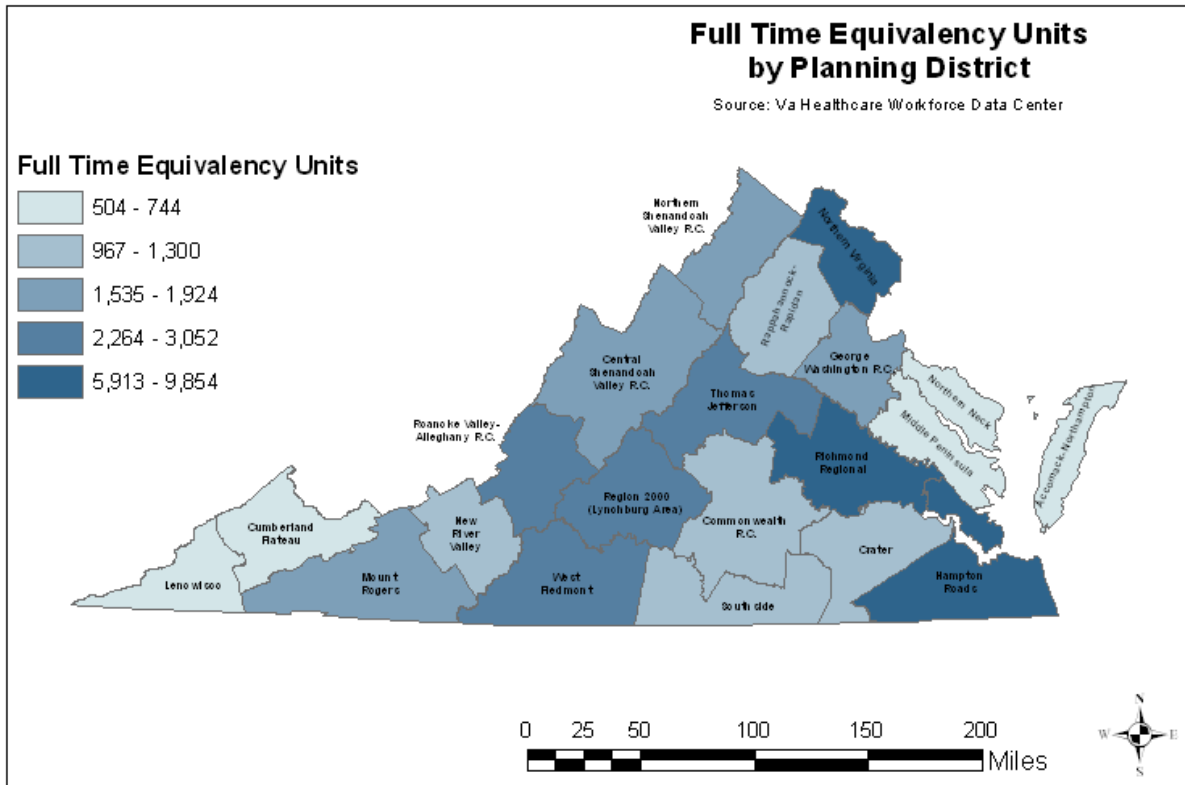 Full Time Equivalency Units
by Planning District
Source: Va Healthcare Workforce Data Center
Full Time Equivalency Units
504 - 744
967 - 1,300
1,535 - 1,924
2,264 - 3,052
5,913 - 9,854
Northern
Shenandoah
Valley R.C.
Northern Virginia
Rappahannock-
Rapidan
Central
Shenandoah
Valley R.C.
George
Washington R.C.
Thomas
Jefferson
Northern Neck
Middle Peninsula
Accomack-Northampton
Roanoke Valley-
Alleghany R.C.
Richmond
Regional
Region 2000
(Lynchburg Area)
Commonwealth
R.C.
Cumberland
Plateau
New
River
Valley
Crater
Lenowisco
Mount
Rogers
West
Piedmont
Southside
Hampton
Roads
0 25 50 100 150 200
Miles
N
W E
S